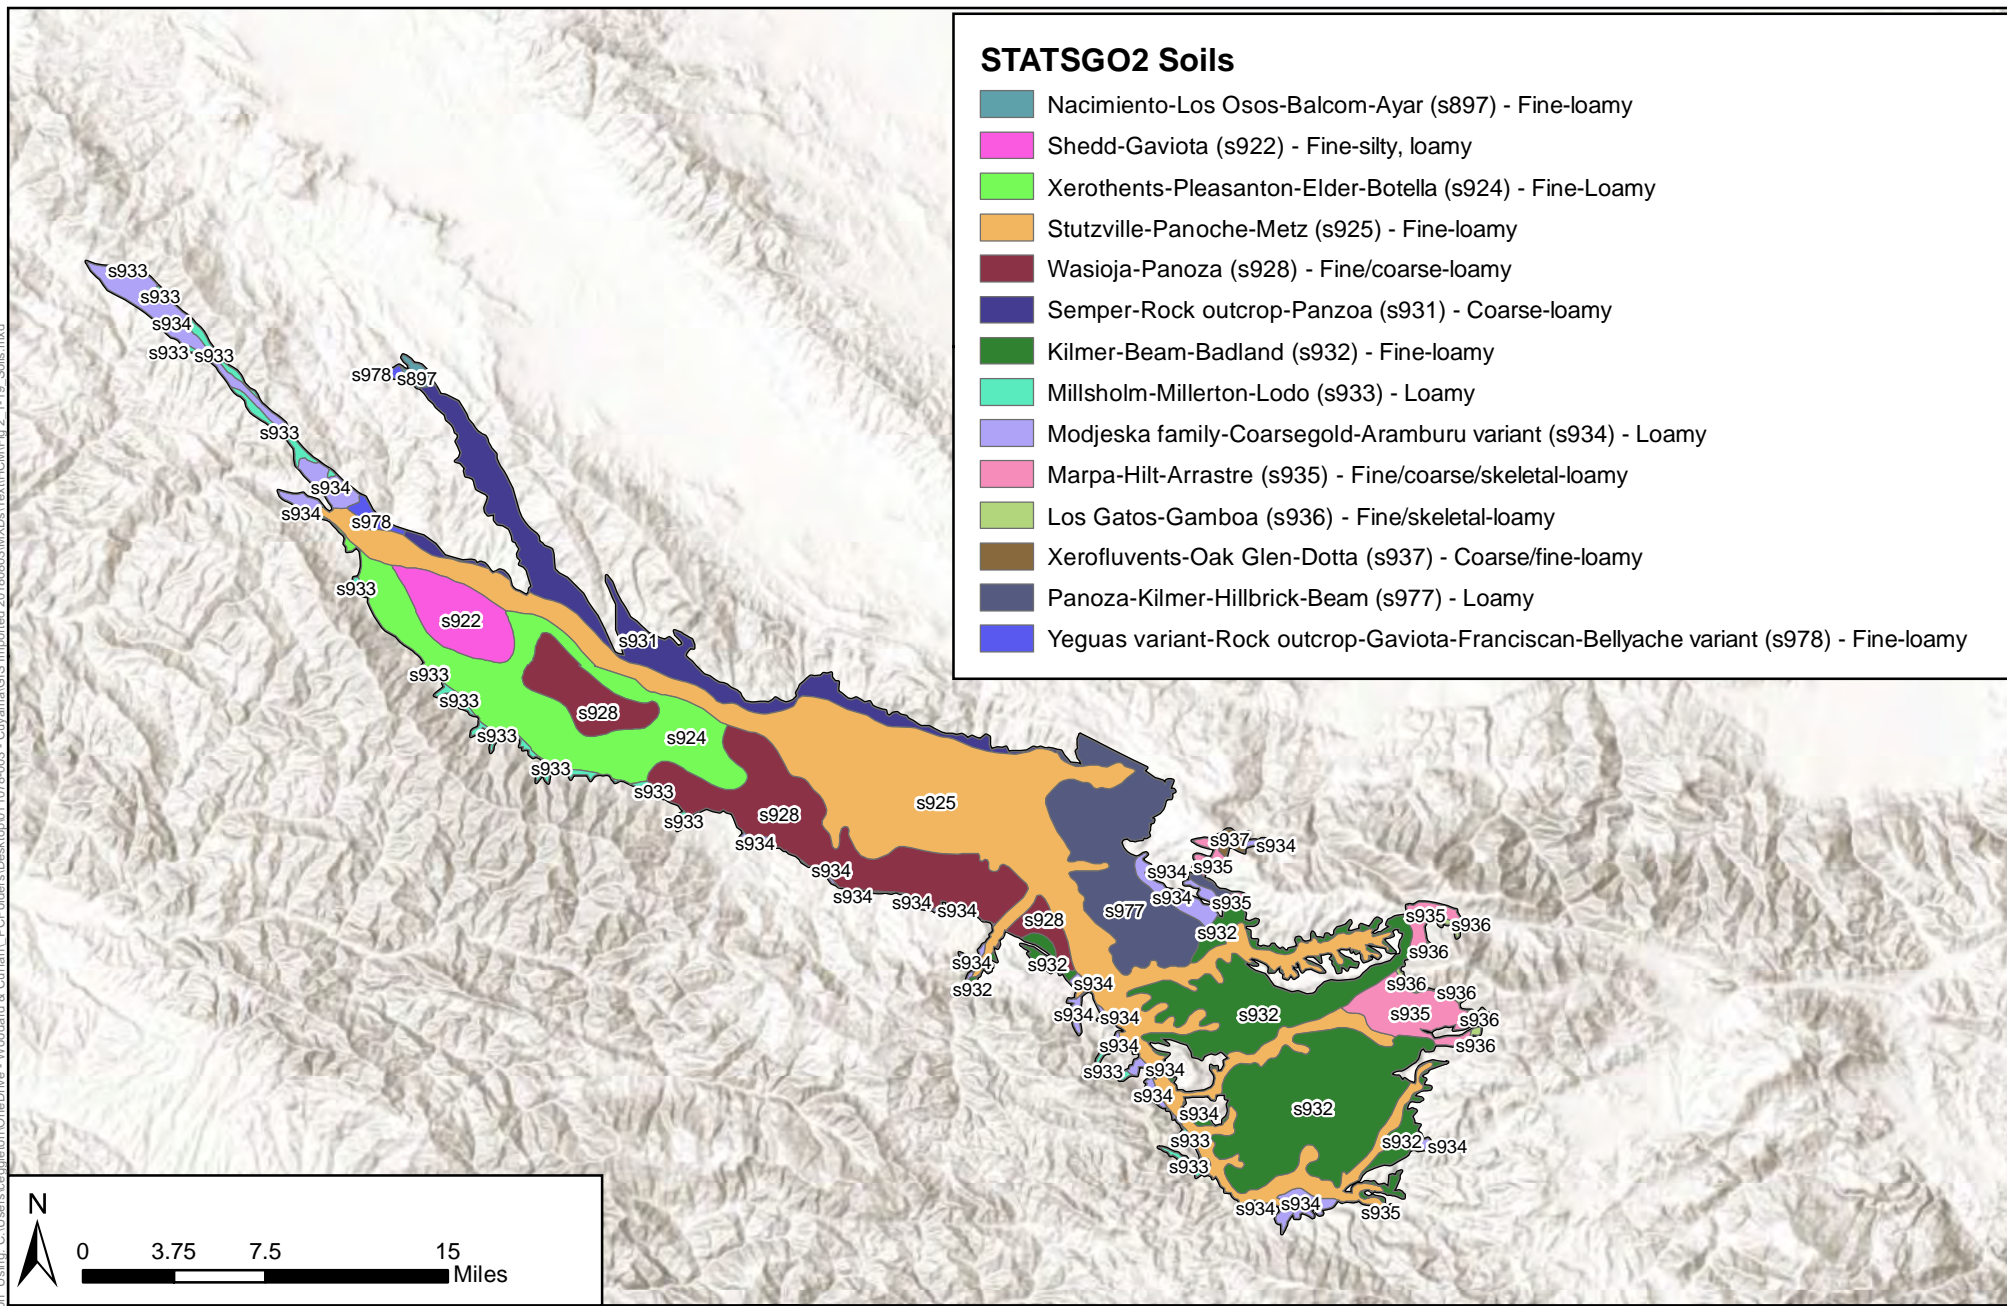 STATSGO2 Soils
Nacimiento-Los Osos-Balcom-Ayar (s897) - Fine-loamy
Shedd-Gaviota (s922) - Fine-silty, loamy
Xerothents-Pleasanton-Elder-Botella (s924) - Fine-Loamy
Stutzville-Panoche-Metz (s925) - Fine-loamy
Wasioja-Panoza (s928) - Fine/coarse-loamy
Semper-Rock outcrop-Panzoa (s931) - Coarse-loamy
Kilmer-Beam-Badland (s932) - Fine-loamy
Millsholm-Millerton-Lodo (s933) - Loamy
Modjeska family-Coarsegold-Aramburu variant (s934) - Loamy
Marpa-Hilt-Arrastre (s935) - Fine/coarse/skeletal-loamy
Los Gatos-Gamboa (s936) - Fine/skeletal-loamy
Xerofluvents-Oak Glen-Dotta (s937) - Coarse/fine-loamy
Panoza-Kilmer-Hillbrick-Beam (s977) - Loamy
Yeguas variant-Rock outcrop-Gaviota-Franciscan-Bellyache variant (s978) - Fine-loamy
s933
s933
s934
s933
s933
s978
s897
s933
s934
s934
s978
s933
s922
s931
s933
s933
s928
s933
s924
s933
s933
s925
s928
s933
s934
s937
s934
s935
s934
s934
s934
s934
s934
s934
s935
s977
s928
s932
s935
s936
s936
s934
s932
s932
s934
s936
s936
s934
s934
s932
s935
s936
s934
s936
s933
s934
s934
s934
s932
s933
s932
s934
s933
s934
s934
s935
N
0
3.75
7.5
15
Miles